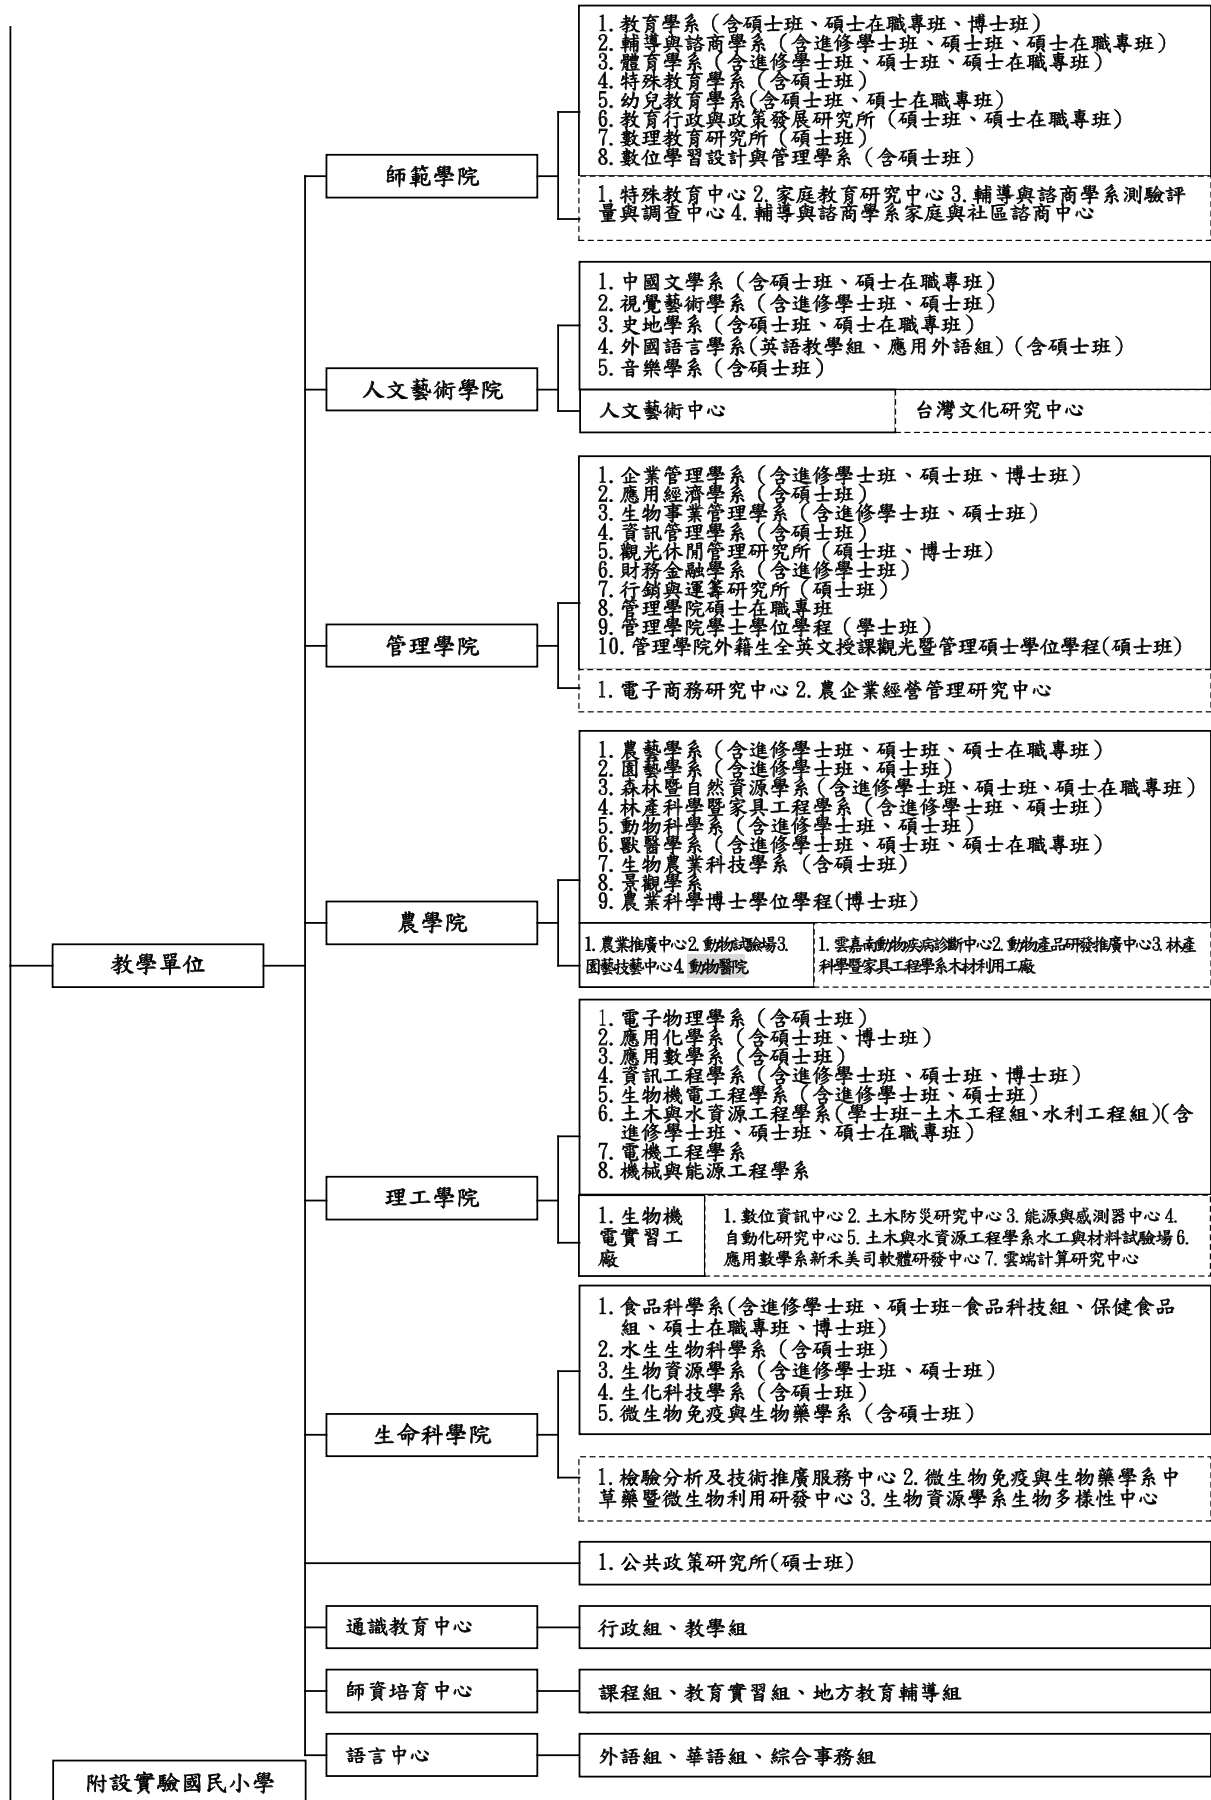 1.教育學系（含碩士班、碩士在職專班、博士班）
2.輔導與諮商學系（含進修學士班、碩士班、碩士在職專班）
3.體育學系（含進修學士班、碩士班、碩士在職專班）
4.特殊教育學系（含碩士班）
5.幼兒教育學系(含碩士班、碩士在職專班）
6.教育行政與政策發展研究所（碩士班、碩士在職專班）
7.數理教育研究所（碩士班）
8.數位學習設計與管理學系（含碩士班）
師範學院
1.特殊教育中心 2.家庭教育研究中心 3.輔導與諮商學系測驗評
量與調查中心 4.輔導與諮商學系家庭與社區諮商中心
1.中國文學系（含碩士班、碩士在職專班）
2.視覺藝術學系（含進修學士班、碩士班）
3.史地學系（含碩士班、碩士在職專班）
4.外國語言學系(英語教學組、應用外語組)（含碩士班）
5.音樂學系（含碩士班）
人文藝術學院
人文藝術中心
台灣文化研究中心
1.企業管理學系（含進修學士班、碩士班、博士班）
2.應用經濟學系（含碩士班）
3.生物事業管理學系（含進修學士班、碩士班）
4.資訊管理學系（含碩士班）
5.觀光休閒管理研究所（碩士班、博士班）
6.財務金融學系（含進修學士班）
7.行銷與運籌研究所（碩士班）
8.管理學院碩士在職專班
9.管理學院學士學位學程（學士班）
10.管理學院外籍生全英文授課觀光暨管理碩士學位學程(碩士班）
管理學院
1.電子商務研究中心 2.農企業經營管理研究中心
1.農藝學系（含進修學士班、碩士班、碩士在職專班）
2.園藝學系（含進修學士班、碩士班）
3.森林暨自然資源學系（含進修學士班、碩士班、碩士在職專班）
4.林產科學暨家具工程學系（含進修學士班、碩士班）
5.動物科學系（含進修學士班、碩士班）
6.獸醫學系（含進修學士班、碩士班、碩士在職專班）
7.生物農業科技學系（含碩士班）
8.景觀學系
9.農業科學博士學位學程(博士班）
農學院
1.農業推廣中心2.動物試驗場3.
園藝技藝中心4.動物醫院
1.雲嘉南動物疾病診斷中心2.動物產品研發推廣中心3.林產
科學暨家具工程學系木材利用工廠
教學單位
1.電子物理學系（含碩士班）
2.應用化學系（含碩士班、博士班）
3.應用數學系（含碩士班）
4.資訊工程學系（含進修學士班、碩士班、博士班）
5.生物機電工程學系（含進修學士班、碩士班）
6.土木與水資源工程學系(學士班-土木工程組、水利工程組)(含
進修學士班、碩士班、碩士在職專班）
7.電機工程學系
8.機械與能源工程學系
理工學院
1.生物機
電實習工
廠
1.數位資訊中心 2.土木防災研究中心 3.能源與感測器中心 4.
自動化研究中心 5.土木與水資源工程學系水工與材料試驗場 6.
應用數學系新禾美司軟體研發中心 7.雲端計算研究中心
1.食品科學系(含進修學士班、碩士班-食品科技組、保健食品
組、碩士在職專班、博士班）
2.水生生物科學系（含碩士班）
3.生物資源學系（含進修學士班、碩士班）
4.生化科技學系（含碩士班）
5.微生物免疫與生物藥學系（含碩士班）
生命科學院
1.檢驗分析及技術推廣服務中心 2.微生物免疫與生物藥學系中
草藥暨微生物利用研發中心 3.生物資源學系生物多樣性中心
1.公共政策研究所(碩士班）
通識教育中心
行政組、教學組
師資培育中心
課程組、教育實習組、地方教育輔導組
語言中心
外語組、華語組、綜合事務組
附設實驗國民小學